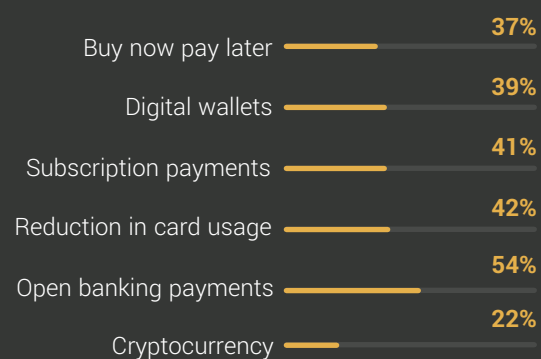 37%
Buy now pay later
39%
Digital wallets
41%
Subscription payments
42%
Reduction in card usage
54%
Open banking payments
22%
Cryptocurrency